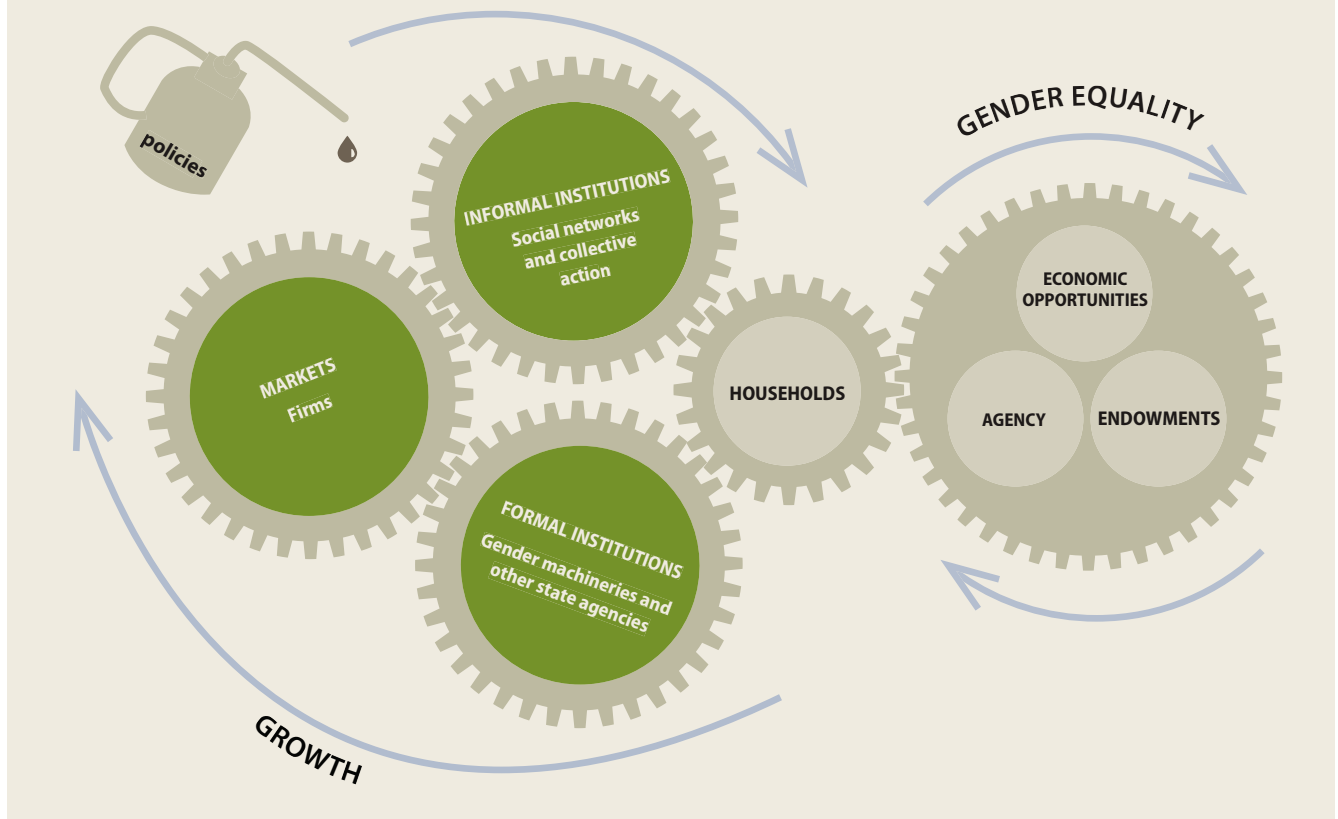 policies
INFORMAL INSTITUTIONS
Social networks
and collective
action
MARKETS
Firms
FORMAL INSTITUTIONS
Gender machineries and
other state agencies
HOUSEHOLDS
GENDER EQUALITY
ECONOMIC
OPPORTUNITIES
AGENCY
ENDOWMENTS
GROWTH